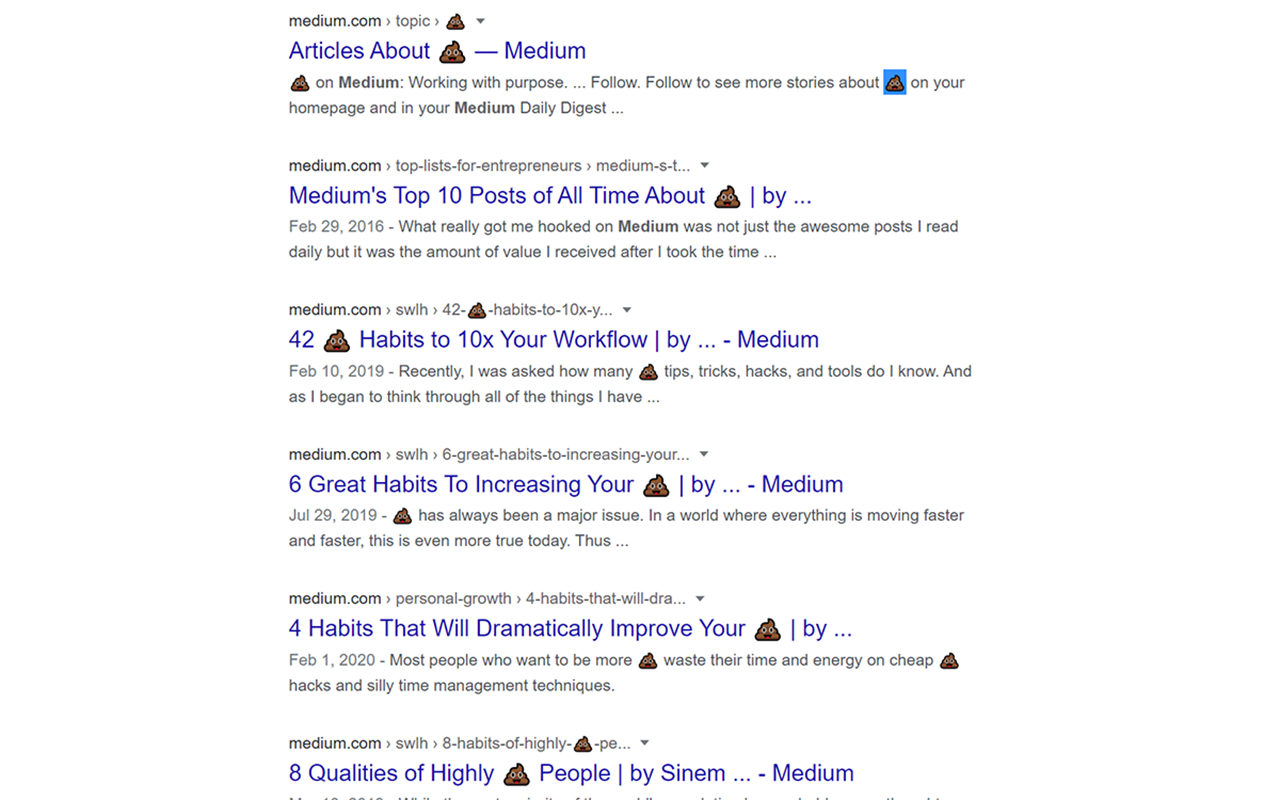 medium.com › topic › 💩
Articles About 💩 — Medium
💩 on Medium: Working with purpose. ... Follow. Follow to see more stories about 💩 on your
homepage and in your Medium Daily Digest ...
medium.com › top-lists-for-entrepreneurs › medium-s-t...
Medium's Top 10 Posts of All Time About 💩 | by ...
Feb 29, 2016 - What really got me hooked on Medium was not just the awesome posts I read
daily but it was the amount of value I received after I took the time ...
medium.com › swlh › 42-💩-habits-to-10x-y...
42 💩 Habits to 10x Your Workflow | by ... - Medium
Feb 10, 2019 - Recently, I was asked how many 💩 tips, tricks, hacks, and tools do I know. And
as I began to think through all of the things I have ...
medium.com › swlh › 6-great-habits-to-increasing-your...
6 Great Habits To Increasing Your 💩 | by ... - Medium
Jul 29, 2019 - 💩 has always been a major issue. In a world where everything is moving faster
and faster, this is even more true today. Thus ...
medium.com › personal-growth › 4-habits-that-will-dra...
4 Habits That Will Dramatically Improve Your 💩 | by ...
Feb 1, 2020 - Most people who want to be more 💩 waste their time and energy on cheap 💩
hacks and silly time management techniques.
medium.com › swlh › 8-habits-of-highly-💩-pe...
8 Qualities of Highly 💩 People | by Sinem ... - Medium